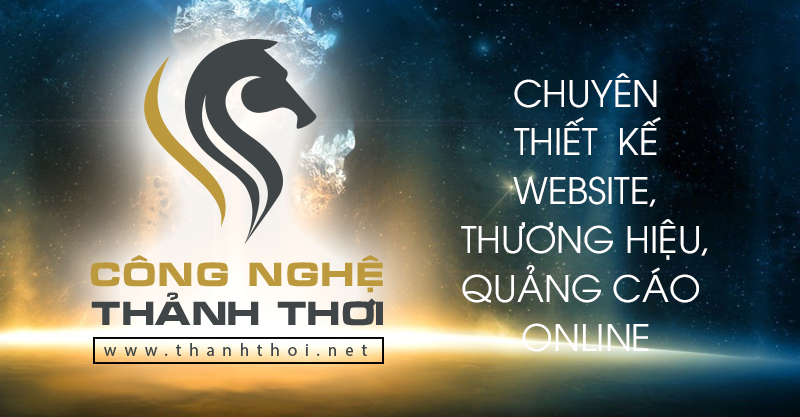 CÔNG NGHỆ
THẢNH THƠI
www.thanhthoi.net
CHUYÊN
THIẾT KẾ
WEBSITE,
THƯƠNG HIỆU,
QUẢNG CÁO
ONLINE